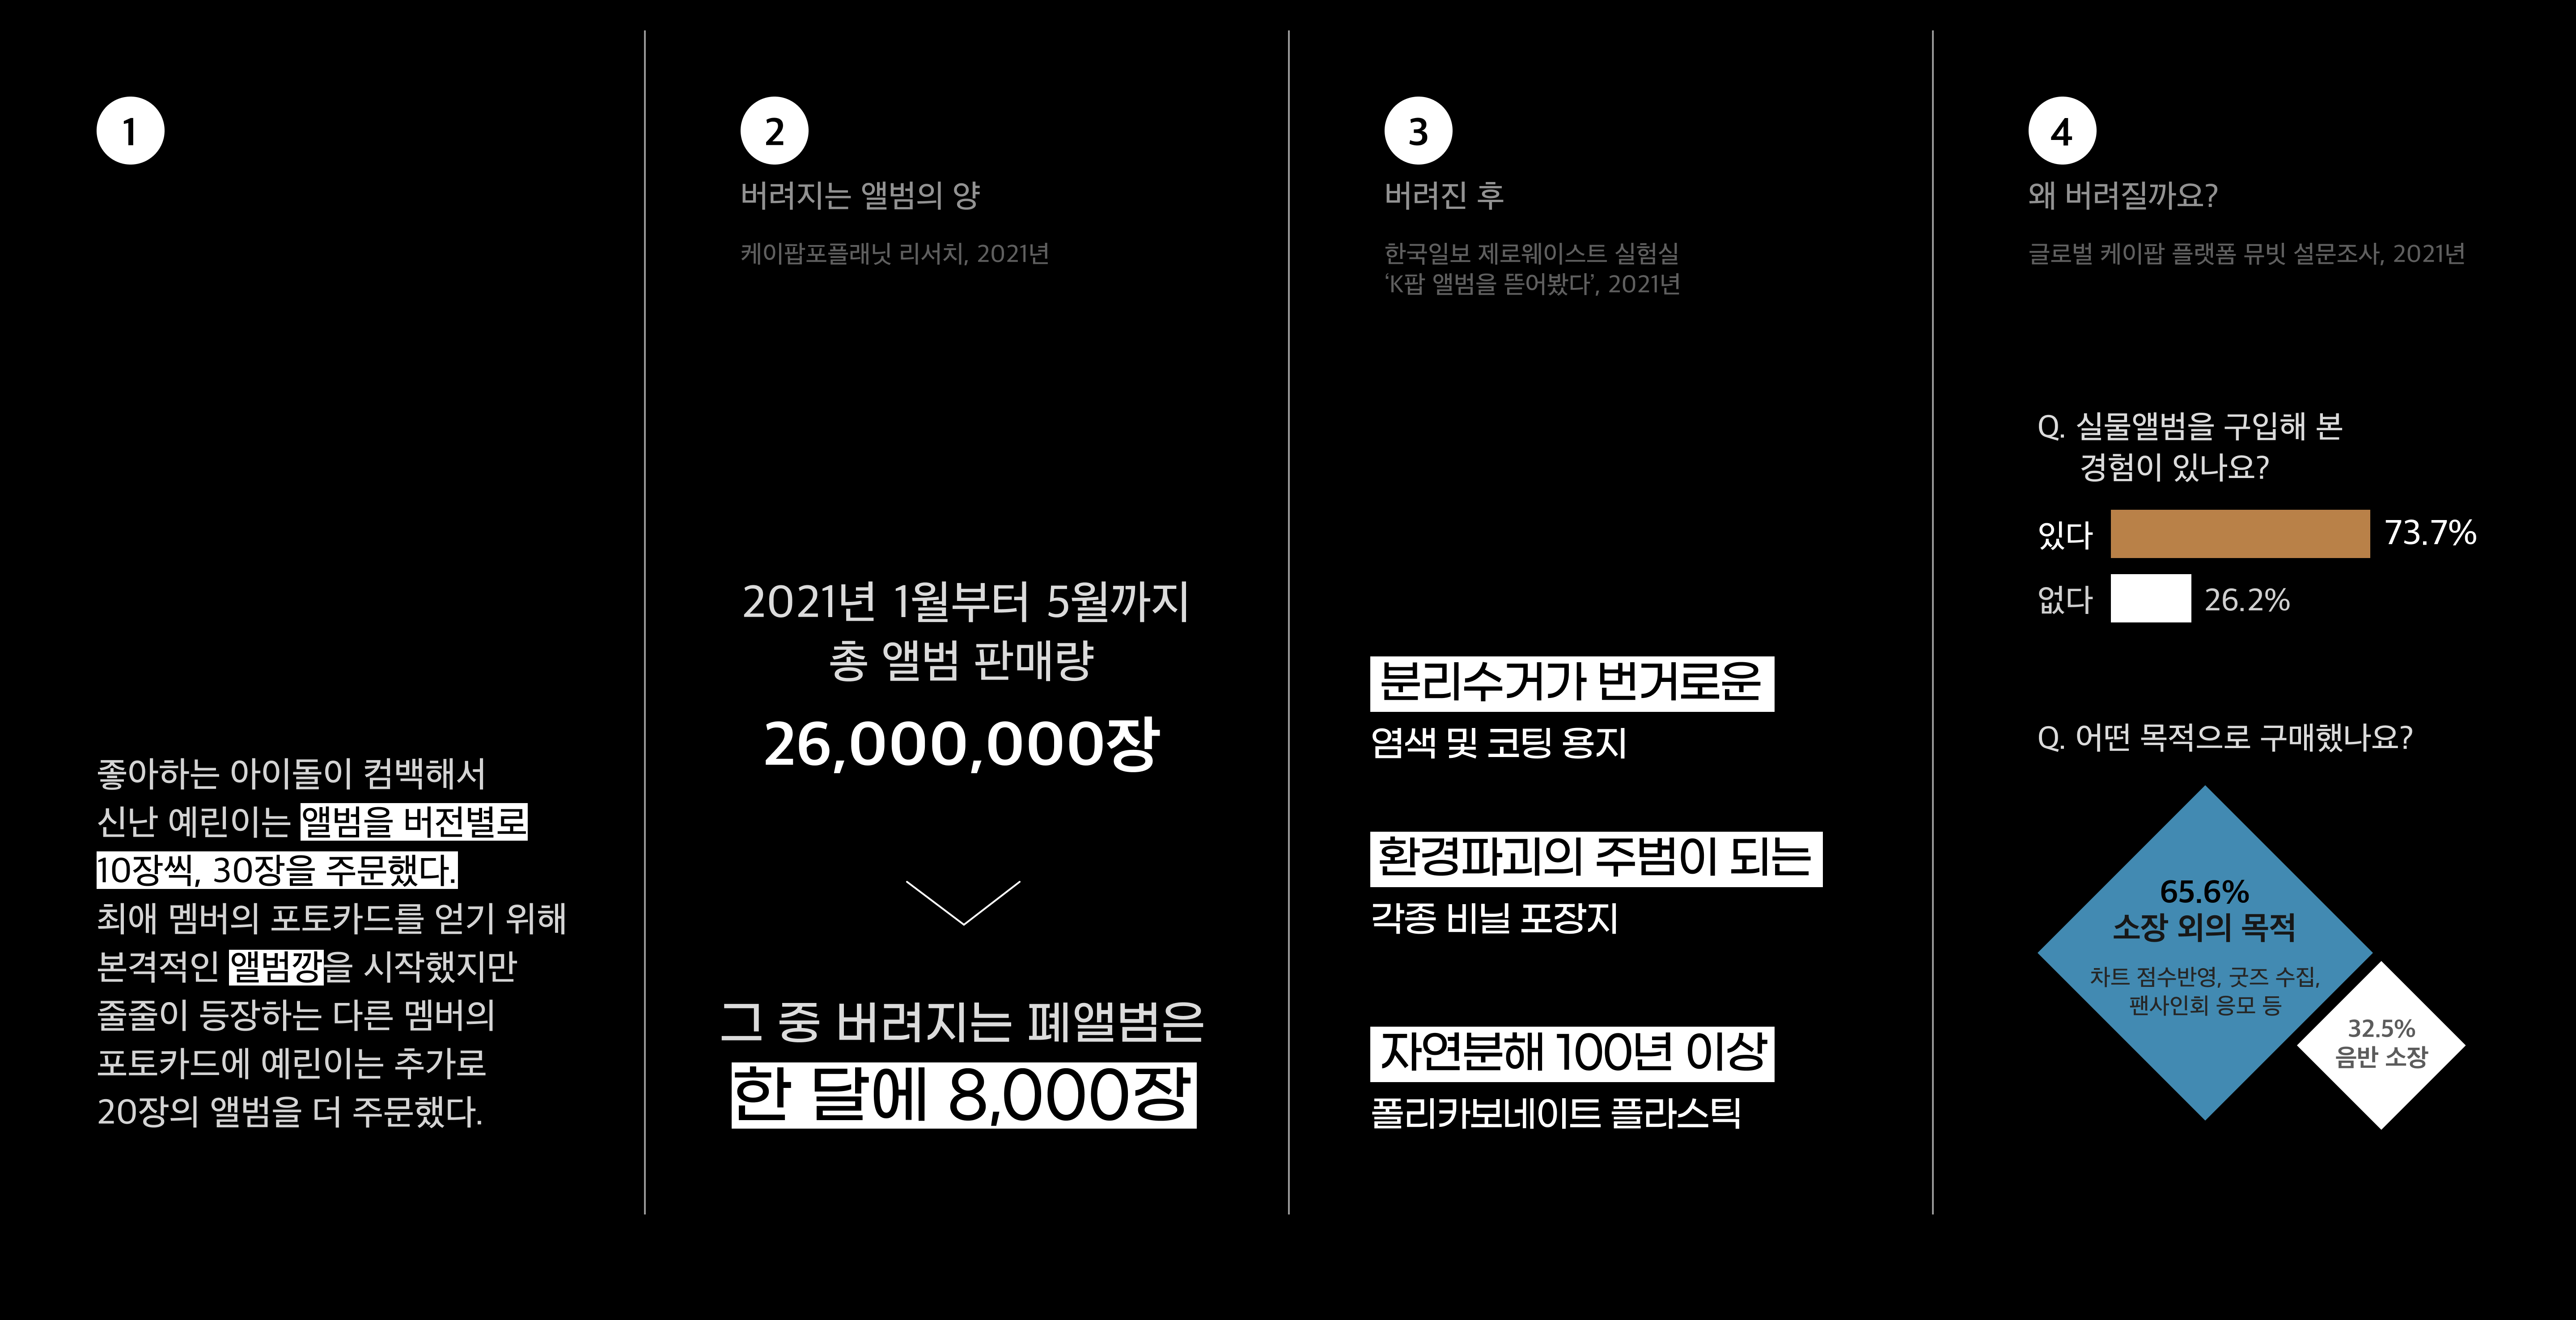 1
좋아하는 아이돌이 컴백해서
신난 예린이는 앨범을 버전별로
10장씩, 30장을 주문했다.
최애 멤버의 포토카드를 얻기 위해
본격적인 앨범깡을 시작했지만
줄줄이 등장하는 다른 멤버의
포토카드에 예린이는 추가로
20장의 앨범을 더 주문했다.
2
버려지는 앨범의 양
케이팝포플래닛 리서치, 2021년
2021년 1월부터 5월까지
총 앨범 판매량
26,000,000장
그 중 버려지는 폐앨범은
한 달에 8,000장
3
버려진 후
한국일보 제로웨이스트 실험실
‘K팝 앨범을 뜯어봤다’, 2021년
분리수거가 번거로운
염색 및 코팅 용지
환경파괴의 주범이 되는
각종 비닐 포장지
자연분해 100년 이상
폴리카보네이트 플라스틱
4
왜 버려질까요?
글로벌 케이팝 플랫폼 뮤빗 설문조사, 2021년
Q. 실물앨범을 구입해 본
경험이 있나요?
있다 73.7%
없다 26.2%
Q. 어떤 목적으로 구매했나요?
65.6%
소장 외의 목적
차트 점수반영, 굿즈 수집,
팬사인회 응모 등
32.5%
음반 소장